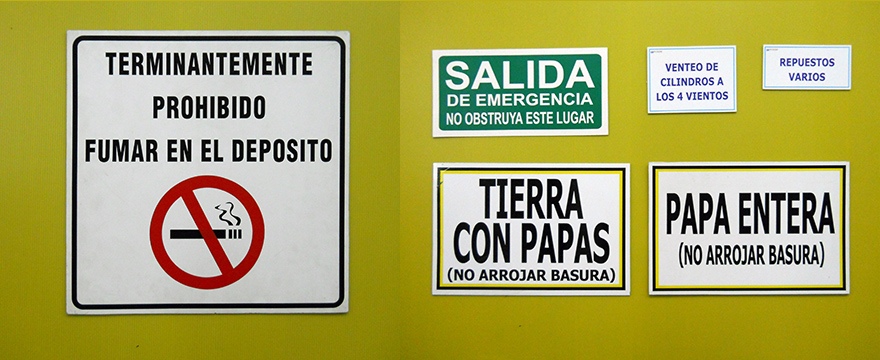 TERMINANTEMENTE
PROHIBIDO
FUMAR EN EL DEPOSITO
SALIDA
DE EMERGENCIA
NO OBSTRUYA ESTE LUGAR
VENTEO DE
CILINDROS A
LOS 4 VIENTOS
REPUESTOS
VARIOS
TIERRA
CON PAPAS
(NO ARROJAR BASURA)
PAPA ENTERA
(NO ARROJAR BASURA)